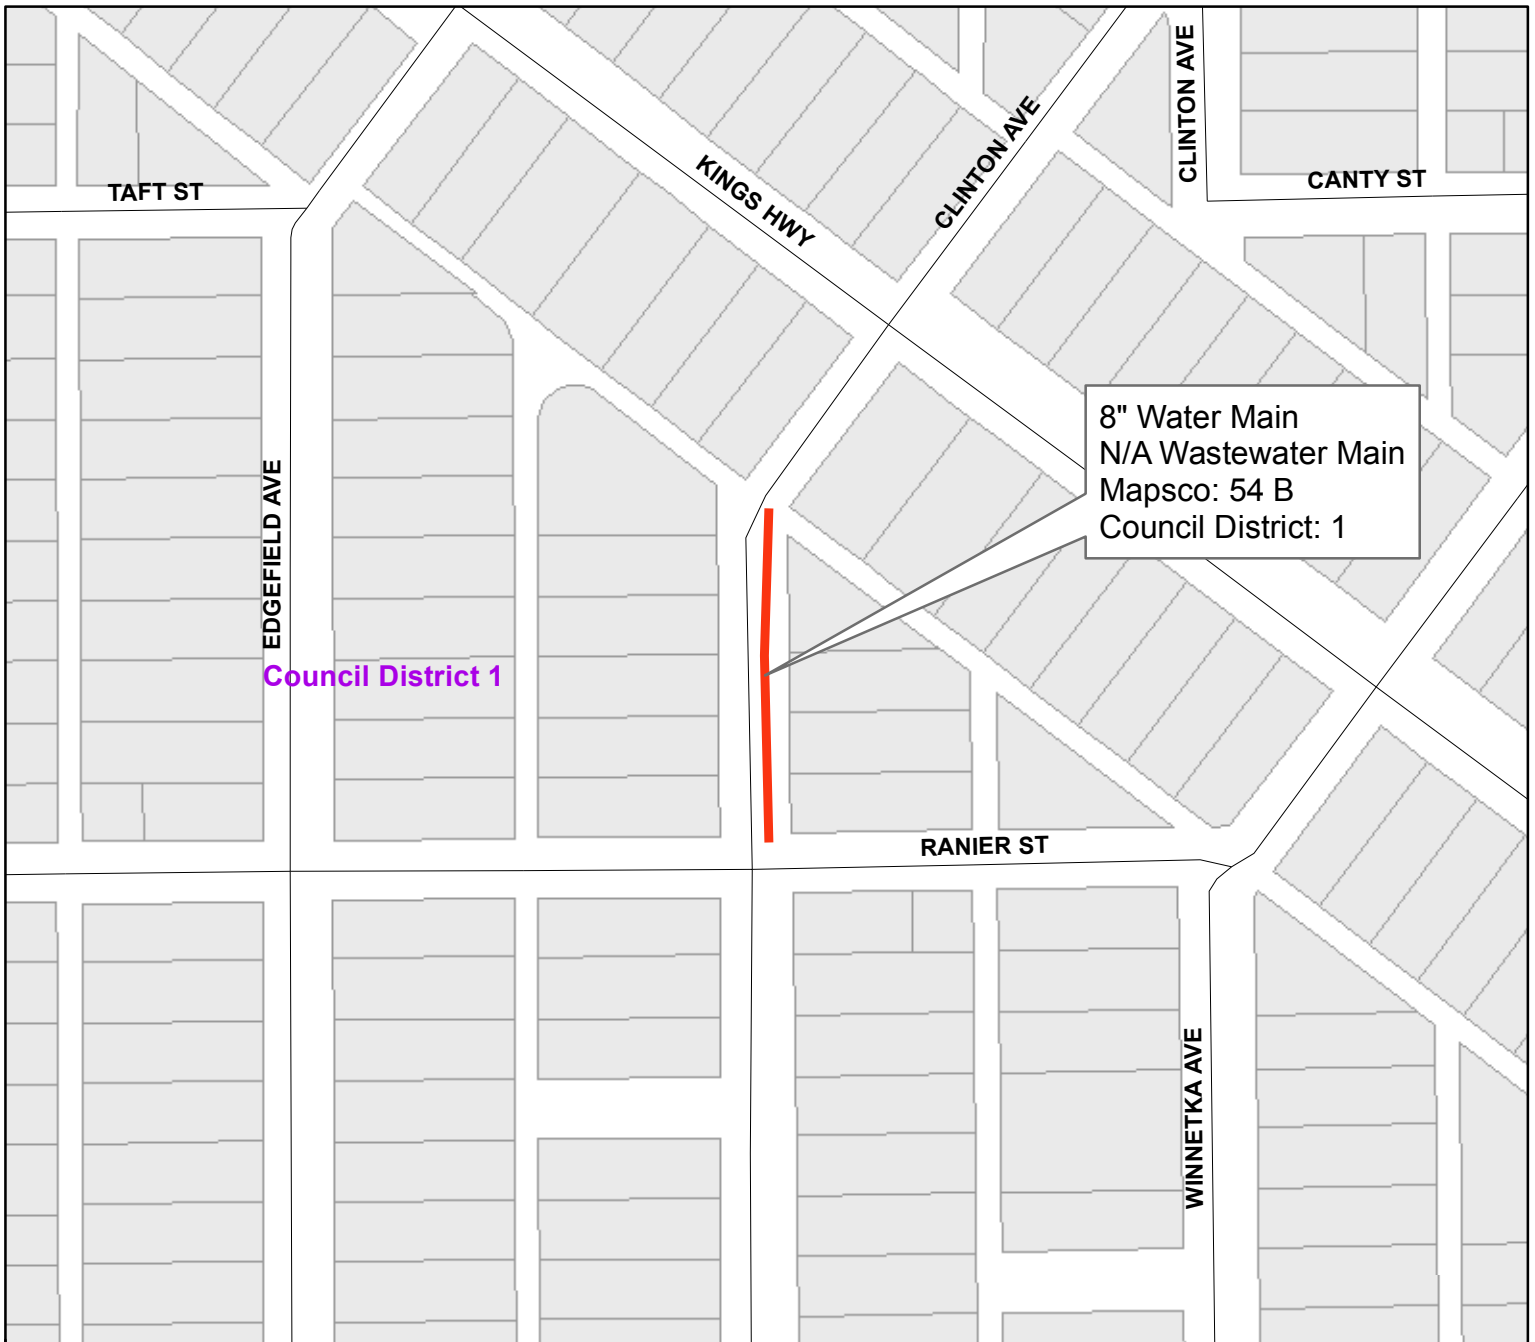 CLINTON AVE
CLINTON AVE
TAFT ST
KINGS HWY
CANTY ST
8" Water Main
N/A Wastewater Main
Mapsco: 54 B
Council District: 1
EDGEFIELD AVE
Council District 1
RANIER ST
WINNETKA AVE